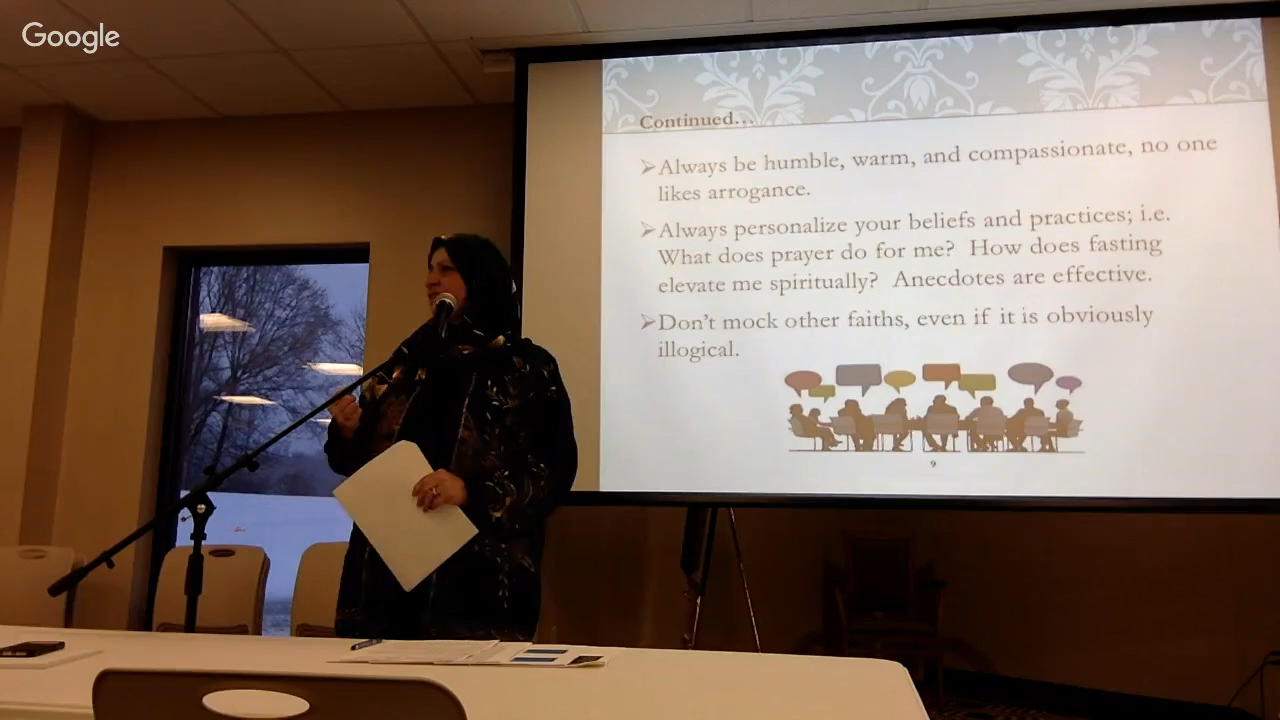 Google
Continued...
➢Always be humble, warm, and compassionate, no one
likes arrogance.
➢Always personalize your beliefs and practices; i.e.
What does prayer do for me? How does fasting
elevate me spiritually? Anecdotes are effective.
➢Don't mock other faiths, even if it is obviously
illogical.
9